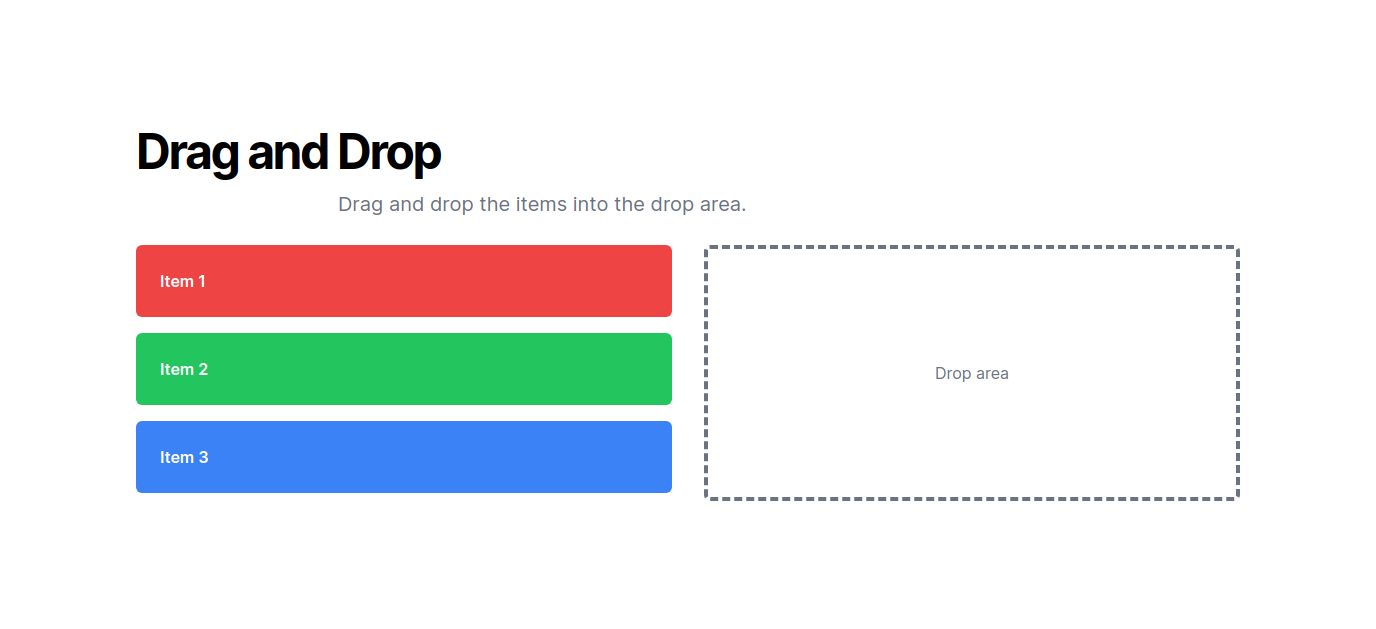 Drag and Drop
Drag and drop the items into the drop area.
Item 1
Item 2
Item 3
Drop area